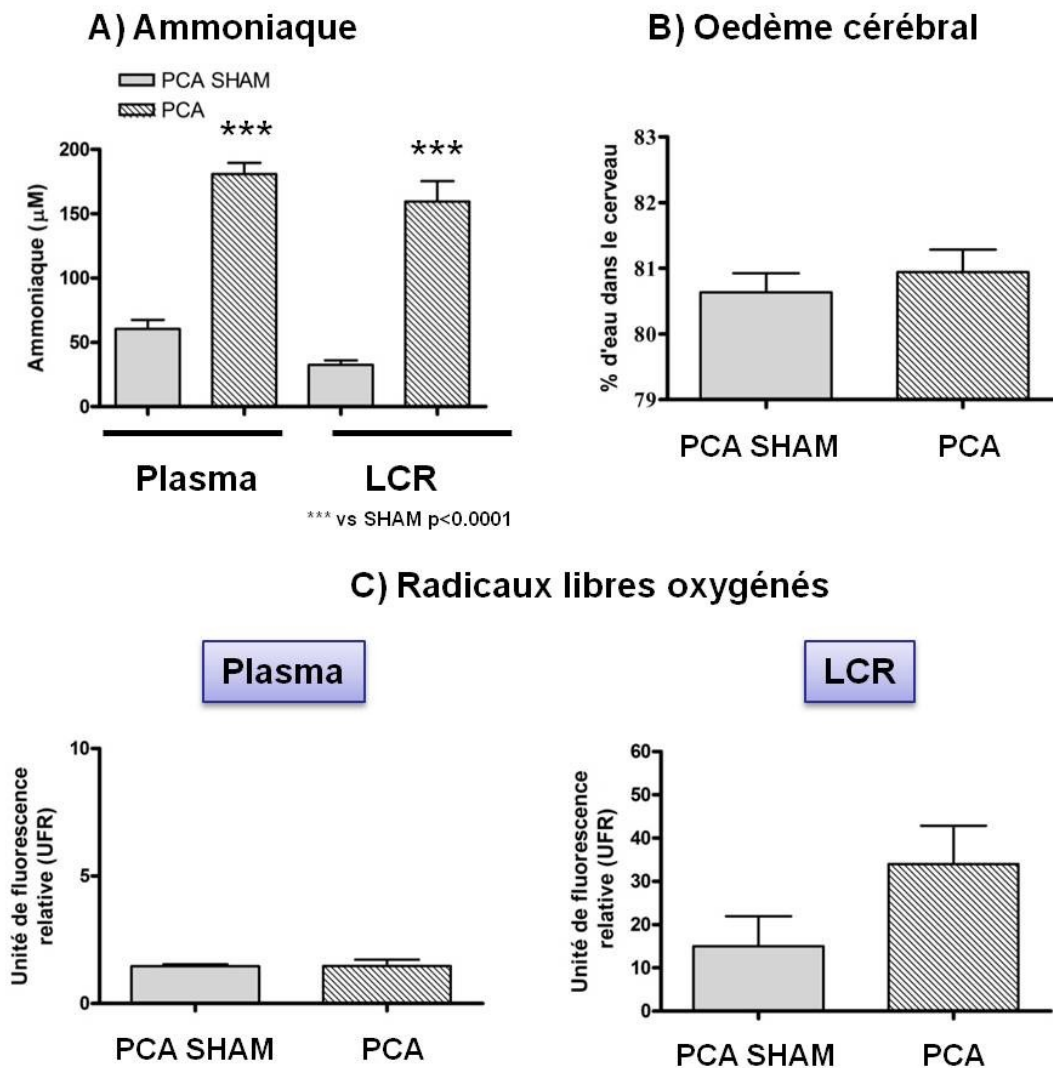 A) Ammoniaque
PCA SHAM
PCA
***
***
200
150
100
50
0
Ammoniaque (µM)
Plasma
LCR
*** vs SHAM p<0.0001
B) Oedème cérébral
83
82
81
80
79
% d'eau dans le cerveau
PCA SHAM
PCA
C) Radicaux libres oxygénés
Plasma
10
5
0
Unité de fluorescence
relative (UFR)
PCA SHAM
PCA
LCR
60
50
40
30
20
10
0
Unité de fluorescence
relative (UFR)
PCA SHAM
PCA